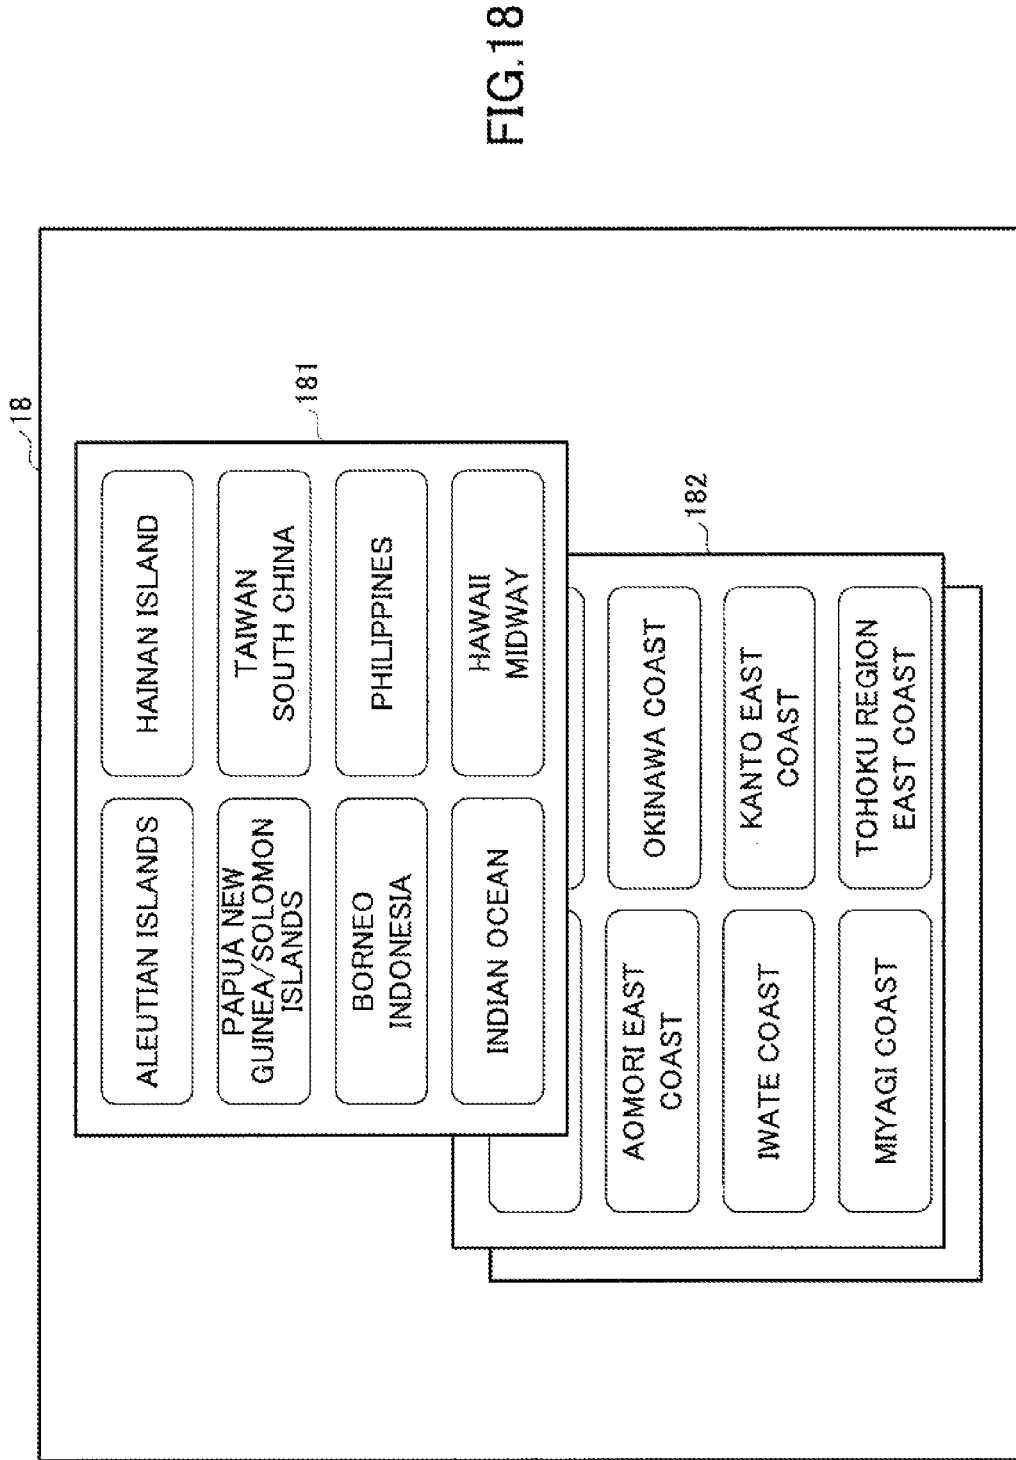 FIG.18
18
181
ALEUTIAN ISLANDS
HAINAN ISLAND
PAPUA NEW
GUINEA/SOLOMON
ISLANDS
TAIWAN
SOUTH CHINA
BORNEO
INDONESIA
PHILIPPINES
INDIAN OCEAN
HAWAII
MIDWAY
182
AOMORI EAST
COAST
OKINAWA COAST
IWATE COAST
KANTO EAST
COAST
MIYAGI COAST
TOHOKU REGION
EAST COAST